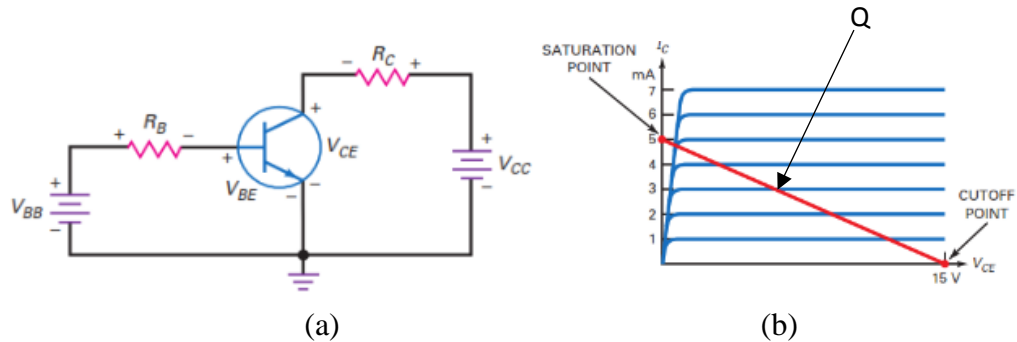 − R_C +
+ R_B −
+
V_CE
+
V_BE
−
−
+
V_BB
−
+
V_CC
−
(a)
Q
SATURATION
POINT
I_C
mA
7
6
5
4
3
2
1
CUTOFF
POINT
15 V
V_CE
(b)